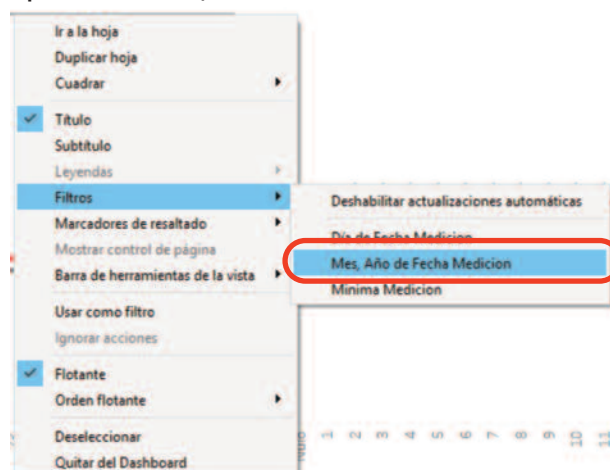 Ir a la hoja
Duplicar hoja
Cuadrar
Título
Subtítulo
Leyendas
Filtros
Marcadores de resaltado
Mostrar control de página
Barra de herramientas de la vista
Usar como filtro
Ignorar acciones
Flotante
Orden flotante
Deseleccionar
Quitar del Dashboard
Deshabilitar actualizaciones automáticas
Día de Fecha Medicion
Mes, Año de Fecha Medicion
Minima Medicion
Nulo
1
2
3
4
5
6
7
8
9
10
11